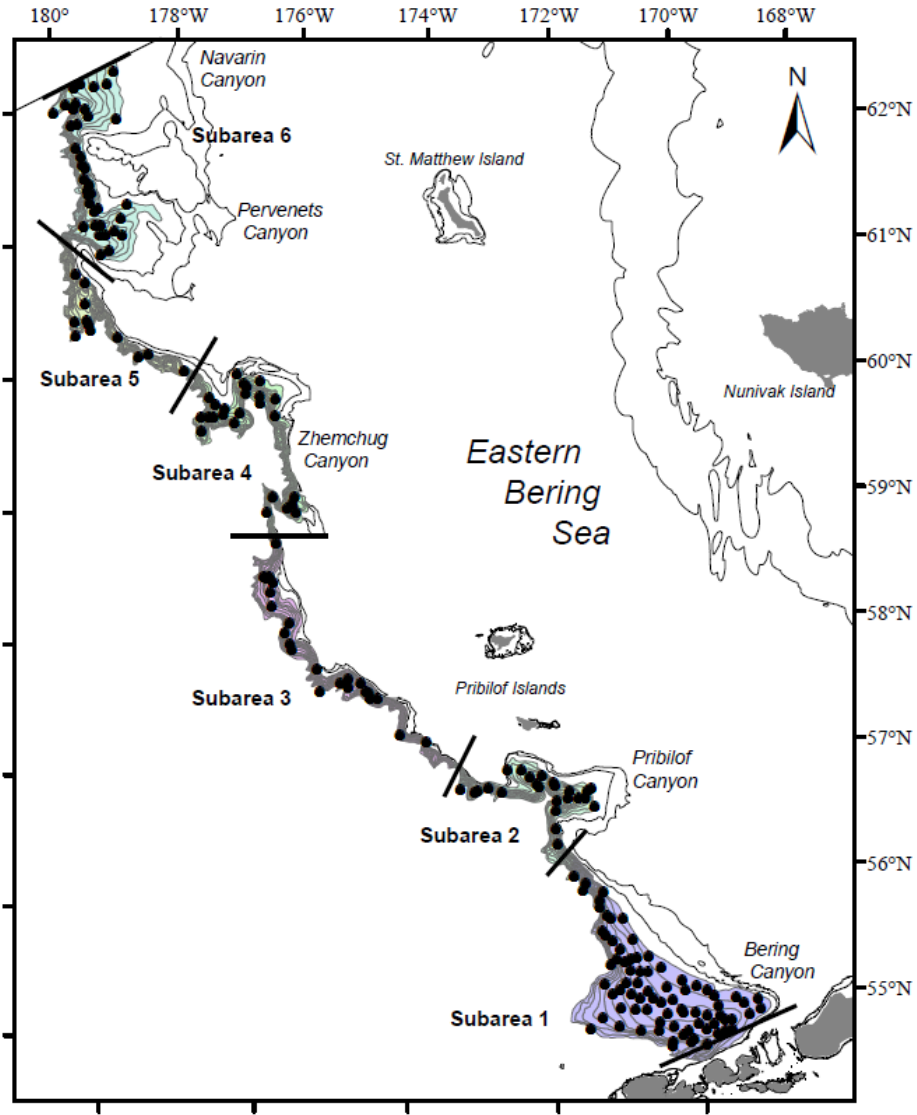 180° 178°W 176°W 174°W 172°W 170°W 168°W
Navarin
Canyon
N
62°N
Subarea 6
St. Matthew Island
Pervenets
Canyon
61°N
60°N
Subarea 5
Nunivak Island
Zhemchug
Canyon
Subarea 4
Eastern
Bering
Sea
59°N
58°N
Subarea 3
Pribilof Islands
57°N
Pribilof
Canyon
Subarea 2
56°N
Bering
Canyon
55°N
Subarea 1